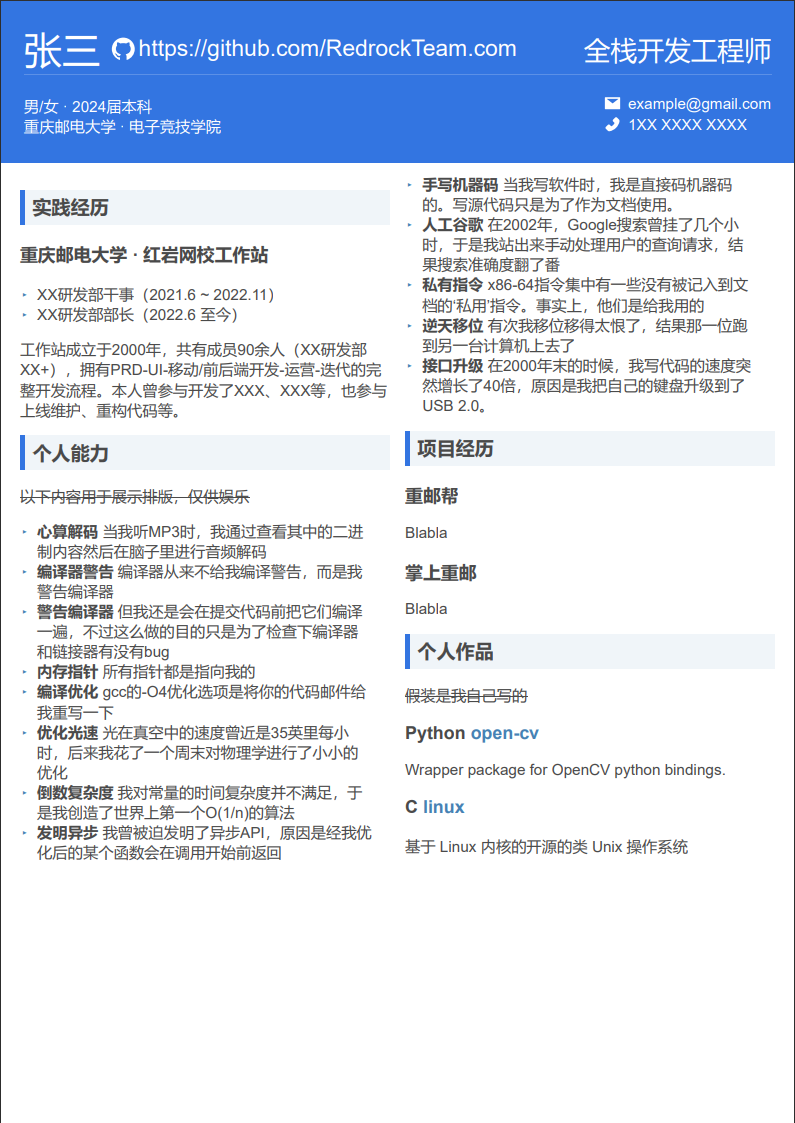 张三 https://github.com/RedrockTeam.com
全栈开发工程师
男/女 · 2024届本科
重庆邮电大学 · 电子竞技学院
example@gmail.com
1XX XXXX XXXX
实践经历
重庆邮电大学 · 红岩网校工作站
‣ XX研发部干事（2021.6 ~ 2022.11）
‣ XX研发部部长（2022.6 至今）
工作站成立于2000年，共有成员90余人（XX研发部
XX+），拥有PRD-UI-移动/前后端开发-运营-迭代的完
整开发流程。本人曾参与开发了XXX、XXX等，也参与
上线维护、重构代码等。
个人能力
以下内容用于展示排版，仅供娱乐
‣ 心算解码 当我听MP3时，我通过查看其中的二进
制内容然后在脑子里进行音频解码
‣ 编译器警告 编译器从来不给我编译警告，而是我
警告编译器
‣ 警告编译器 但我还是会在提交代码前把它们编译
一遍，不过这么做的目的只是为了检查下编译器
和链接器有没有bug
‣ 内存指针 所有指针都是指向我的
‣ 编译优化 gcc的-O4优化选项是将你的代码邮件给
我重写一下
‣ 优化光速 光在真空中的速度曾近是35英里每小
时，后来我花了一个周末对物理学进行了小小的
优化
‣ 倒数复杂度 我对常量的时间复杂度并不满足，于
是我创造了世界上第一个O(1/n)的算法
‣ 发明异步 我曾被迫发明了异步API，原因是经我优
化后的某个函数会在调用开始前返回
‣ 手写机器码 当我写软件时，我是直接码机器码
的。写源代码只是为了作为文档使用。
‣ 人工谷歌 在2002年，Google搜索曾挂了几个小
时，于是我站出来手动处理用户的查询请求，结
果搜索准确度翻了番
‣ 私有指令 x86-64指令集中有一些没有被记入到文
档的‘私用’指令。事实上，他们是给我用的
‣ 逆天移位 有次我移位移得太恨了，结果那一位跑
到另一台计算机上去了
‣ 接口升级 在2000年末的时候，我写代码的速度突
然增长了40倍，原因是我把自己的键盘升级到了
USB 2.0。
项目经历
重邮帮
Blabla
掌上重邮
Blabla
个人作品
假装是我自己写的
Python open-cv
Wrapper package for OpenCV python bindings.
C linux
基于 Linux 内核的开源的类 Unix 操作系统